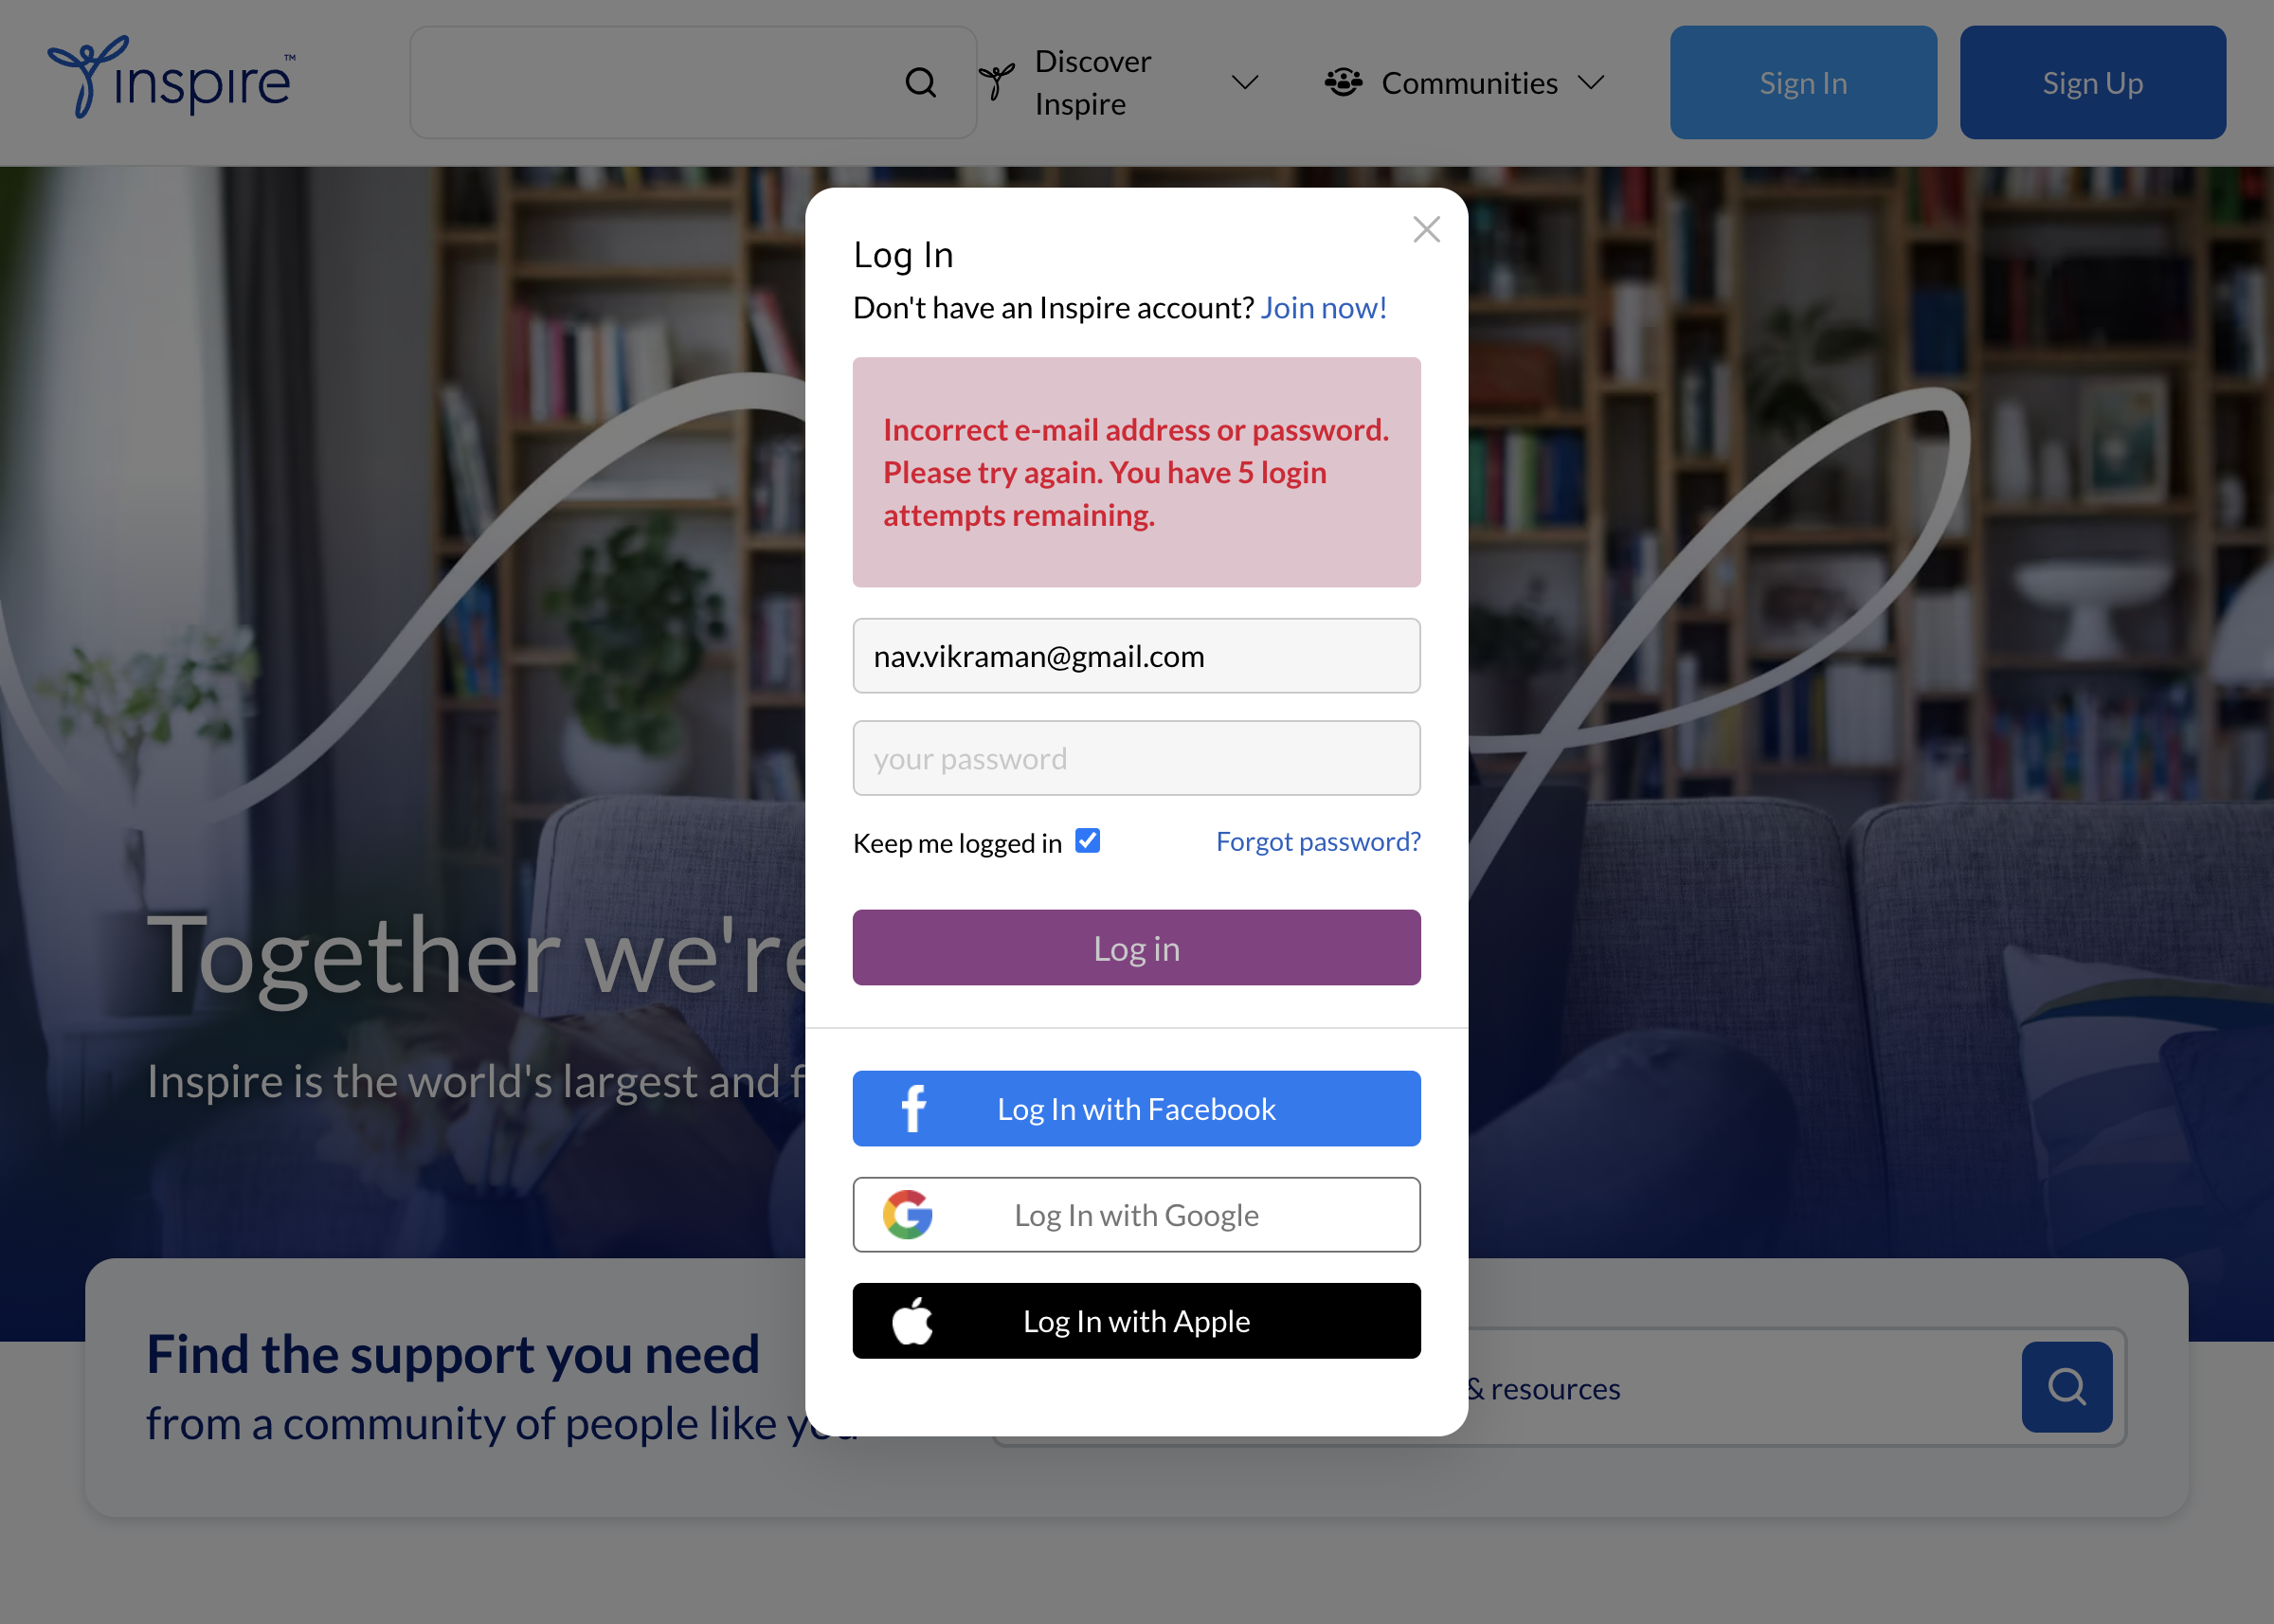 inspire™
Discover
Inspire
Communities
Sign In
Sign Up
Log In
Don't have an Inspire account? Join now!
Incorrect e-mail address or password.
Please try again. You have 5 login
attempts remaining.
nav.vikraman@gmail.com
your password
Keep me logged in
Forgot password?
Log in
Together we're
Inspire is the world's largest and
Log In with Facebook
Log In with Google
Log In with Apple
Find the support you need
from a community of people like you
& resources